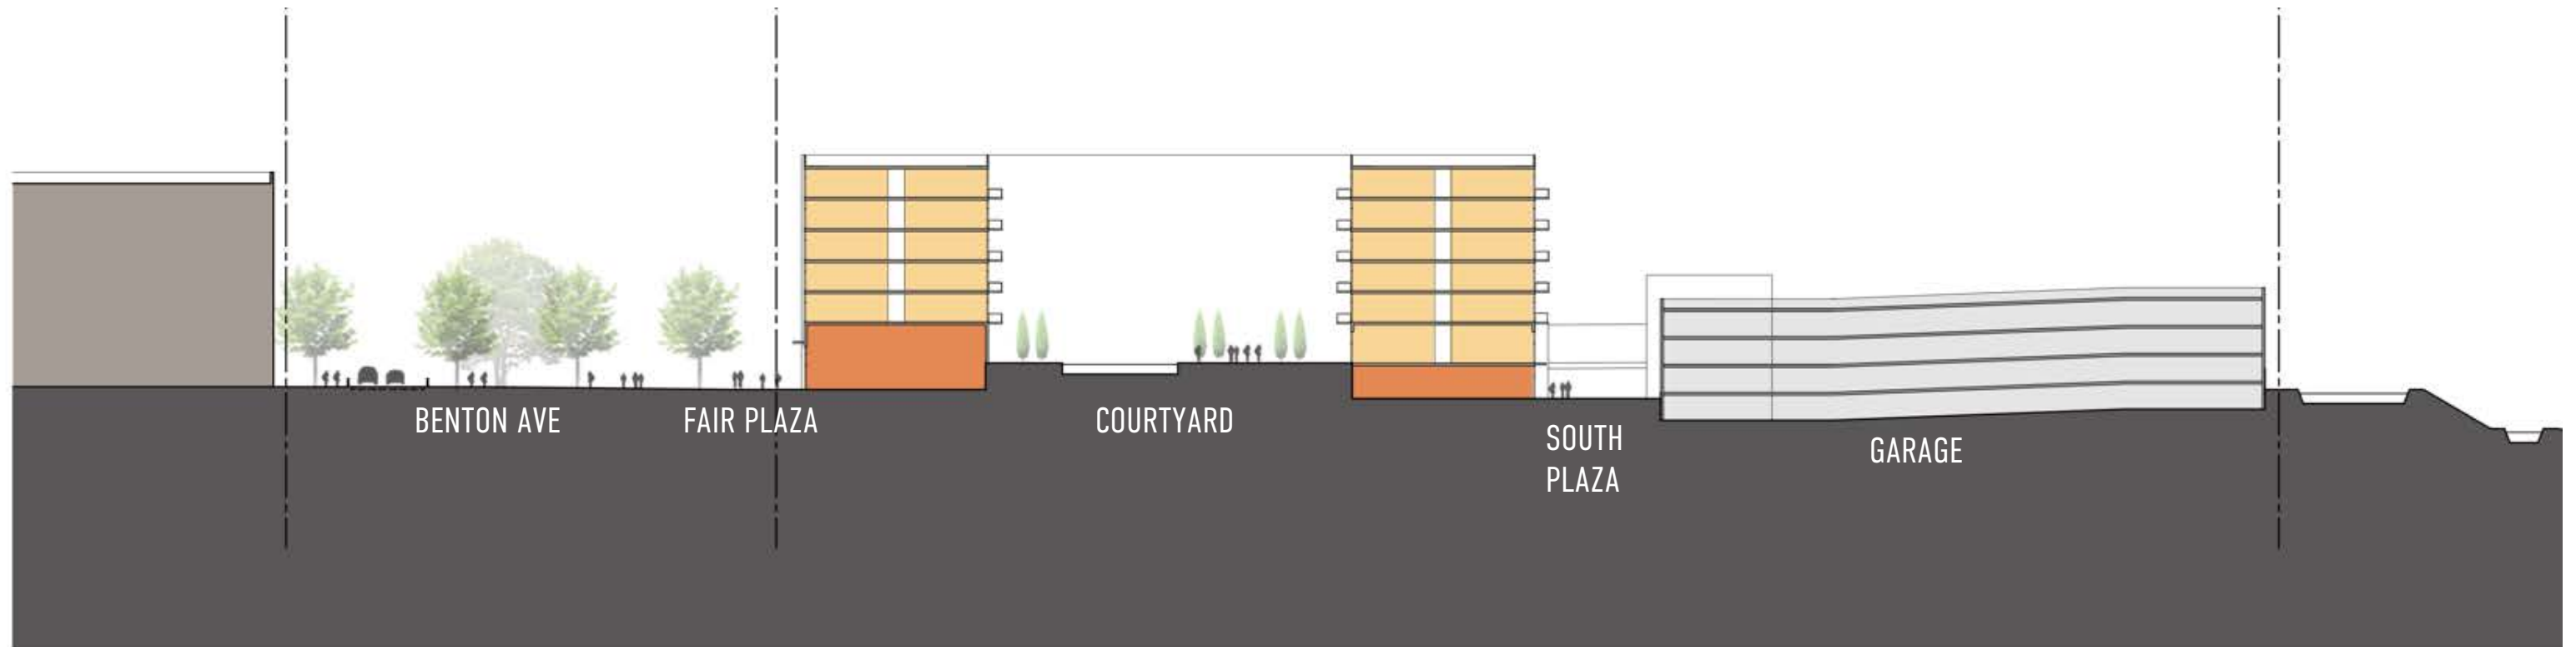 BENTON AVE
FAIR PLAZA
COURTYARD
SOUTH
PLAZA
GARAGE